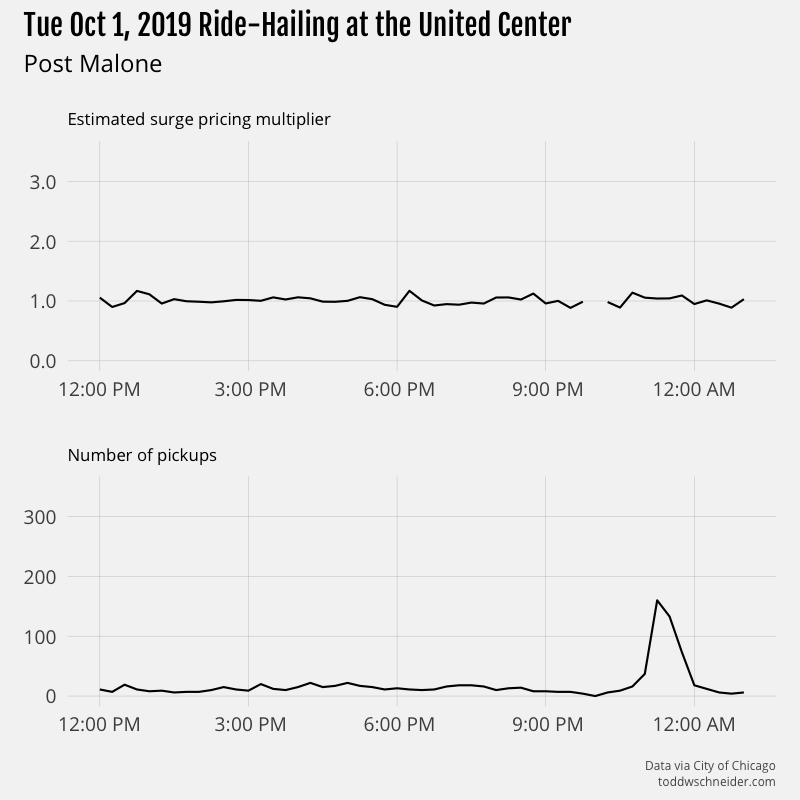 Tue Oct 1, 2019 Ride-Hailing at the United Center
Post Malone
Estimated surge pricing multiplier
3.0
2.0
1.0
0.0
12:00 PM 3:00 PM 6:00 PM 9:00 PM 12:00 AM
Number of pickups
300
200
100
0
12:00 PM 3:00 PM 6:00 PM 9:00 PM 12:00 AM
Data via City of Chicago
toddwschneider.com